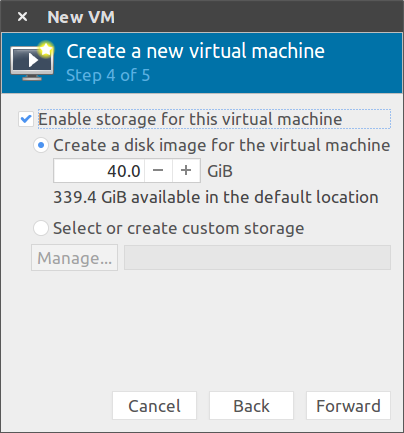 New VM
Create a new virtual machine
Step 4 of 5
Enable storage for this virtual machine
Create a disk image for the virtual machine
40.0 − + GiB
339.4 GiB available in the default location
Select or create custom storage
Manage...
Cancel Back Forward